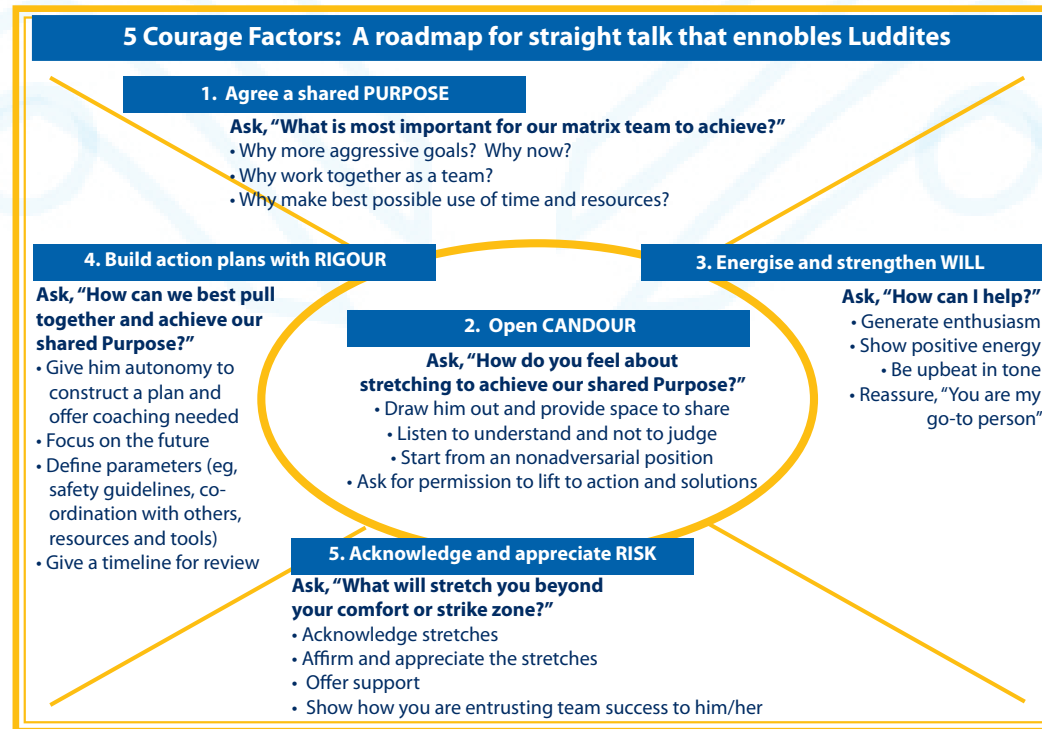 5 Courage Factors: A roadmap for straight talk that ennobles Luddites
1. Agree a shared PURPOSE
Ask, “What is most important for our matrix team to achieve?”
• Why more aggressive goals? Why now?
• Why work together as a team?
• Why make best possible use of time and resources?
4. Build action plans with RIGOUR
Ask, “How can we best pull
together and achieve our
shared Purpose?”
• Give him autonomy to
construct a plan and
offer coaching needed
• Focus on the future
• Define parameters (eg,
safety guidelines, co-
ordination with others,
resources and tools)
• Give a timeline for review
2. Open CANDOUR
Ask, “How do you feel about
stretching to achieve our shared Purpose?”
• Draw him out and provide space to share
• Listen to understand and not to judge
• Start from an nonadversarial position
• Ask for permission to lift to action and solutions
3. Energise and strengthen WILL
Ask, “How can I help?”
• Generate enthusiasm
• Show positive energy
• Be upbeat in tone
• Reassure, “You are my
go-to person”
5. Acknowledge and appreciate RISK
Ask, “What will stretch you beyond
your comfort or strike zone?”
• Acknowledge stretches
• Affirm and appreciate the stretches
• Offer support
• Show how you are entrusting team success to him/her